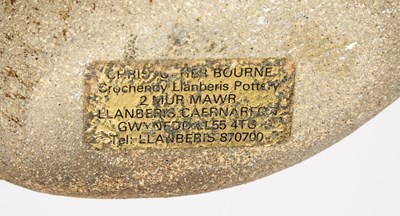 CHRISTOPHER BOURNE
Crochendy Llanberis Pottery
2 MUR MAWR
LLANBERIS CAERNARFON
GWYNEDD LL55 4TG
Tel: LLANBERIS 870700